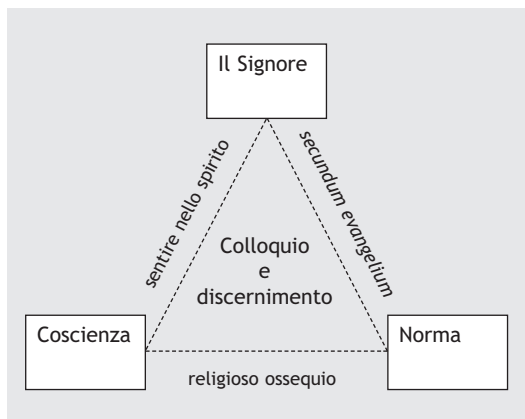 Il Signore
sentire nello spirito
secundum evangelium
Colloquio
e
discernimento
Coscienza
Norma
religioso ossequio